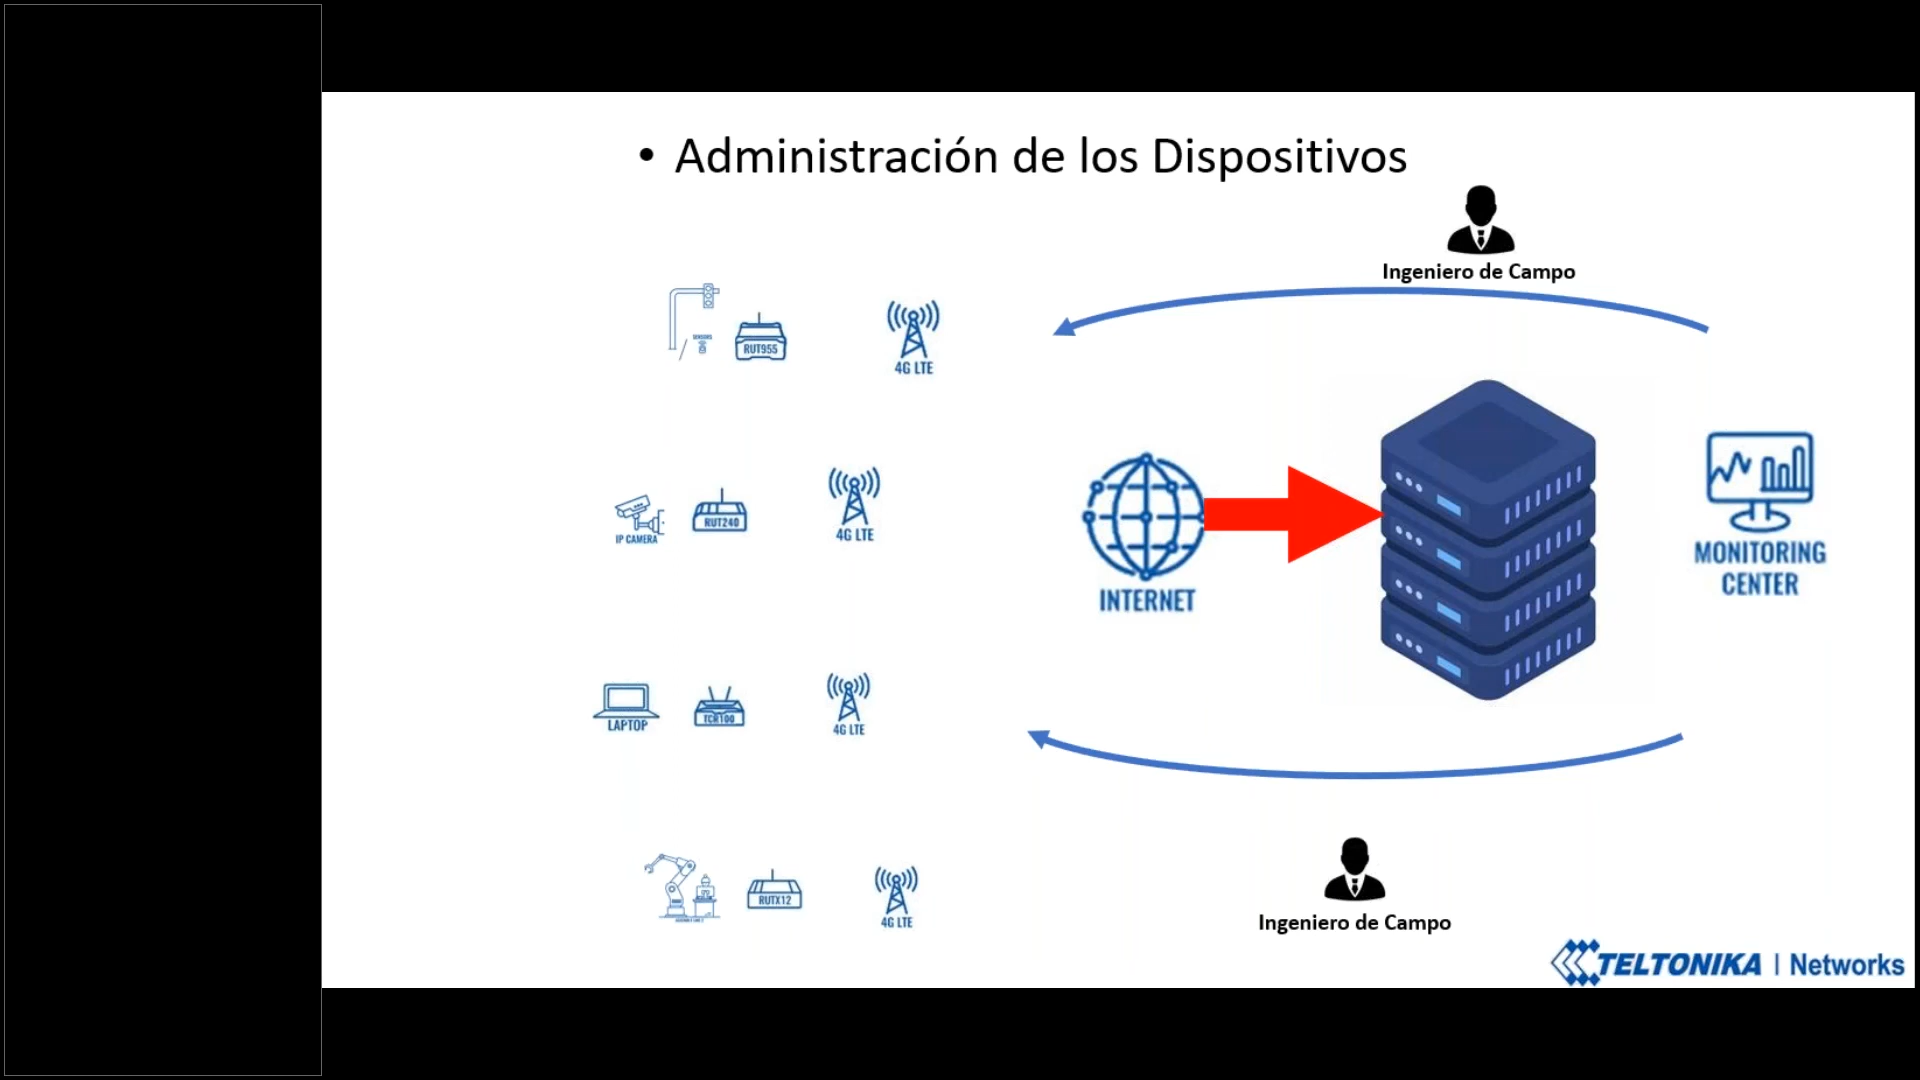 • Administración de los Dispositivos
Ingeniero de Campo
SENSORS
RUT955
4G LTE
IP CAMERA
RUT240
4G LTE
INTERNET
MONITORING
CENTER
LAPTOP
TCR100
4G LTE
RUTX12
4G LTE
Ingeniero de Campo
TELTONIKA | Networks